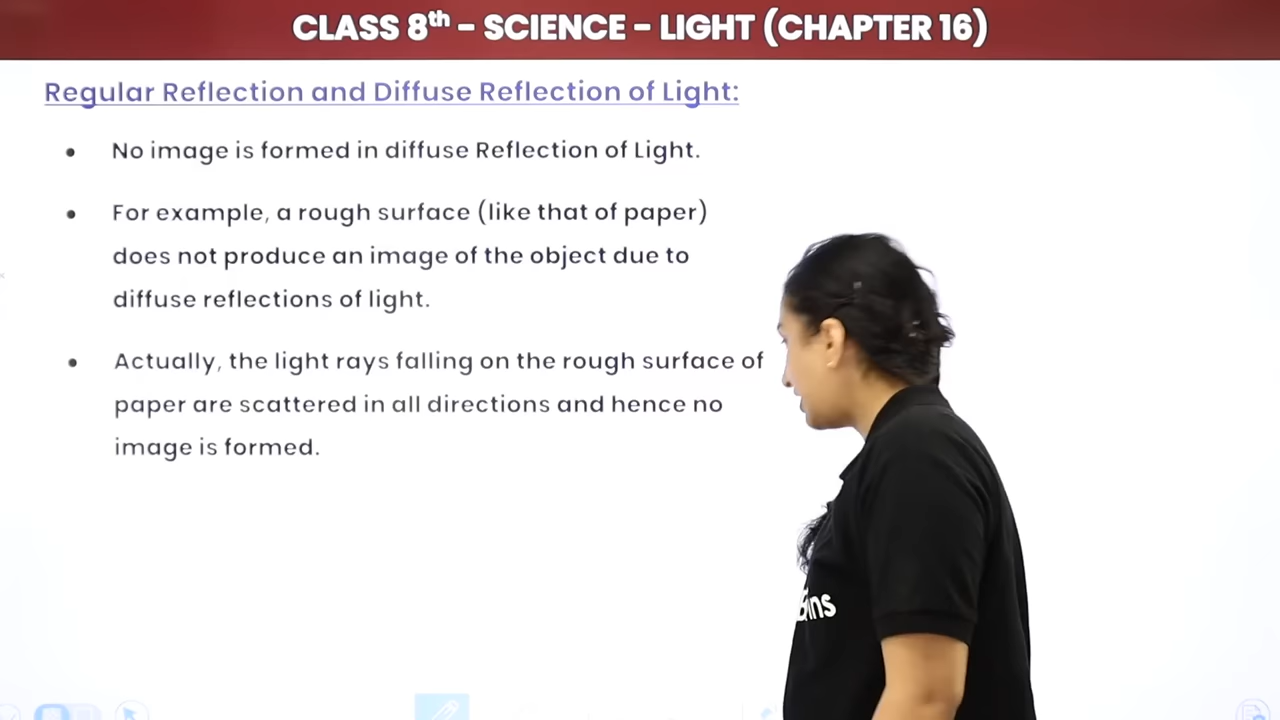 CLASS 8th - SCIENCE - LIGHT (CHAPTER 16)
Regular Reflection and Diffuse Reflection of Light:
• No image is formed in diffuse Reflection of Light.
• For example, a rough surface (like that of paper)
does not produce an image of the object due to
diffuse reflections of light.
• Actually, the light rays falling on the rough surface of
paper are scattered in all directions and hence no
image is formed.